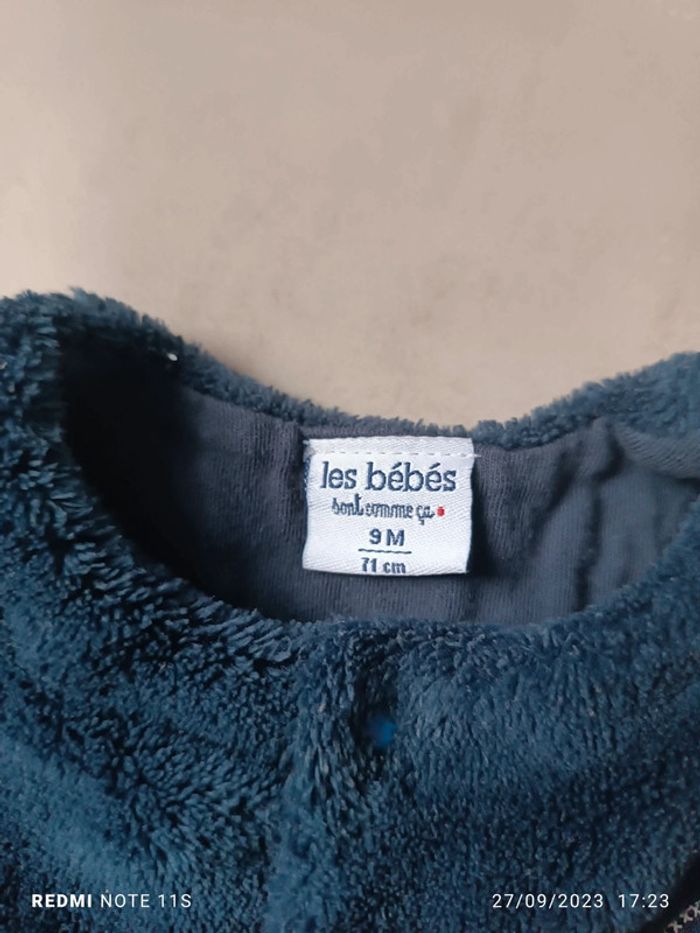 les bébés
sont comme ça.
9 M
71 cm
REDMI NOTE 11S
27/09/2023 17:23